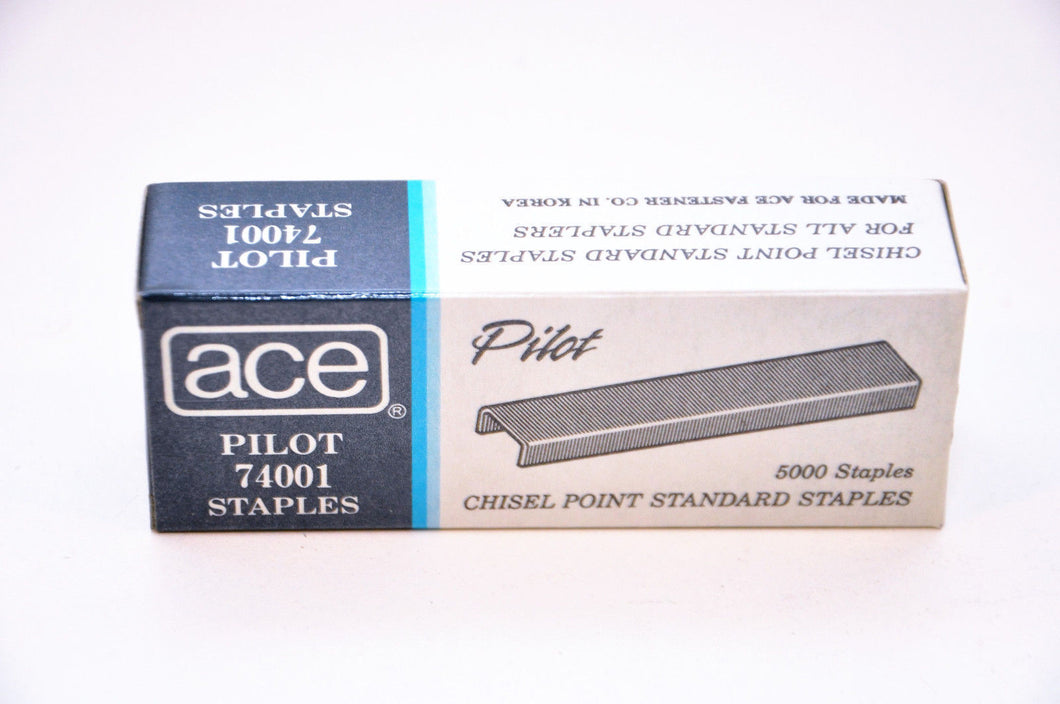 PILOT
74001
STAPLES
CHISEL POINT STANDARD STAPLES
FOR ALL STANDARD STAPLERS
MADE FOR ACE FASTENER CO. IN KOREA
ace®
PILOT
74001
STAPLES
Pilot
5000 Staples
CHISEL POINT STANDARD STAPLES